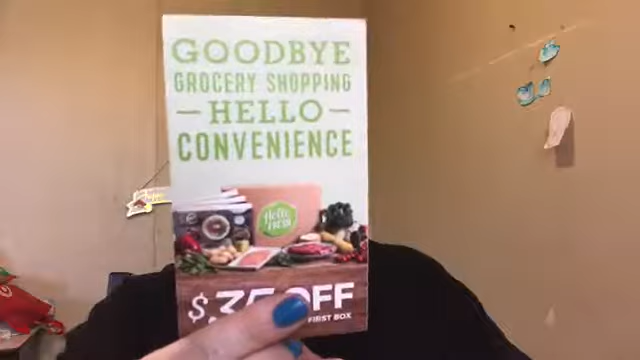 GOODBYE
GROCERY SHOPPING
HELLO
CONVENIENCE
Hello
FRESH
$35 OFF
FIRST BOX